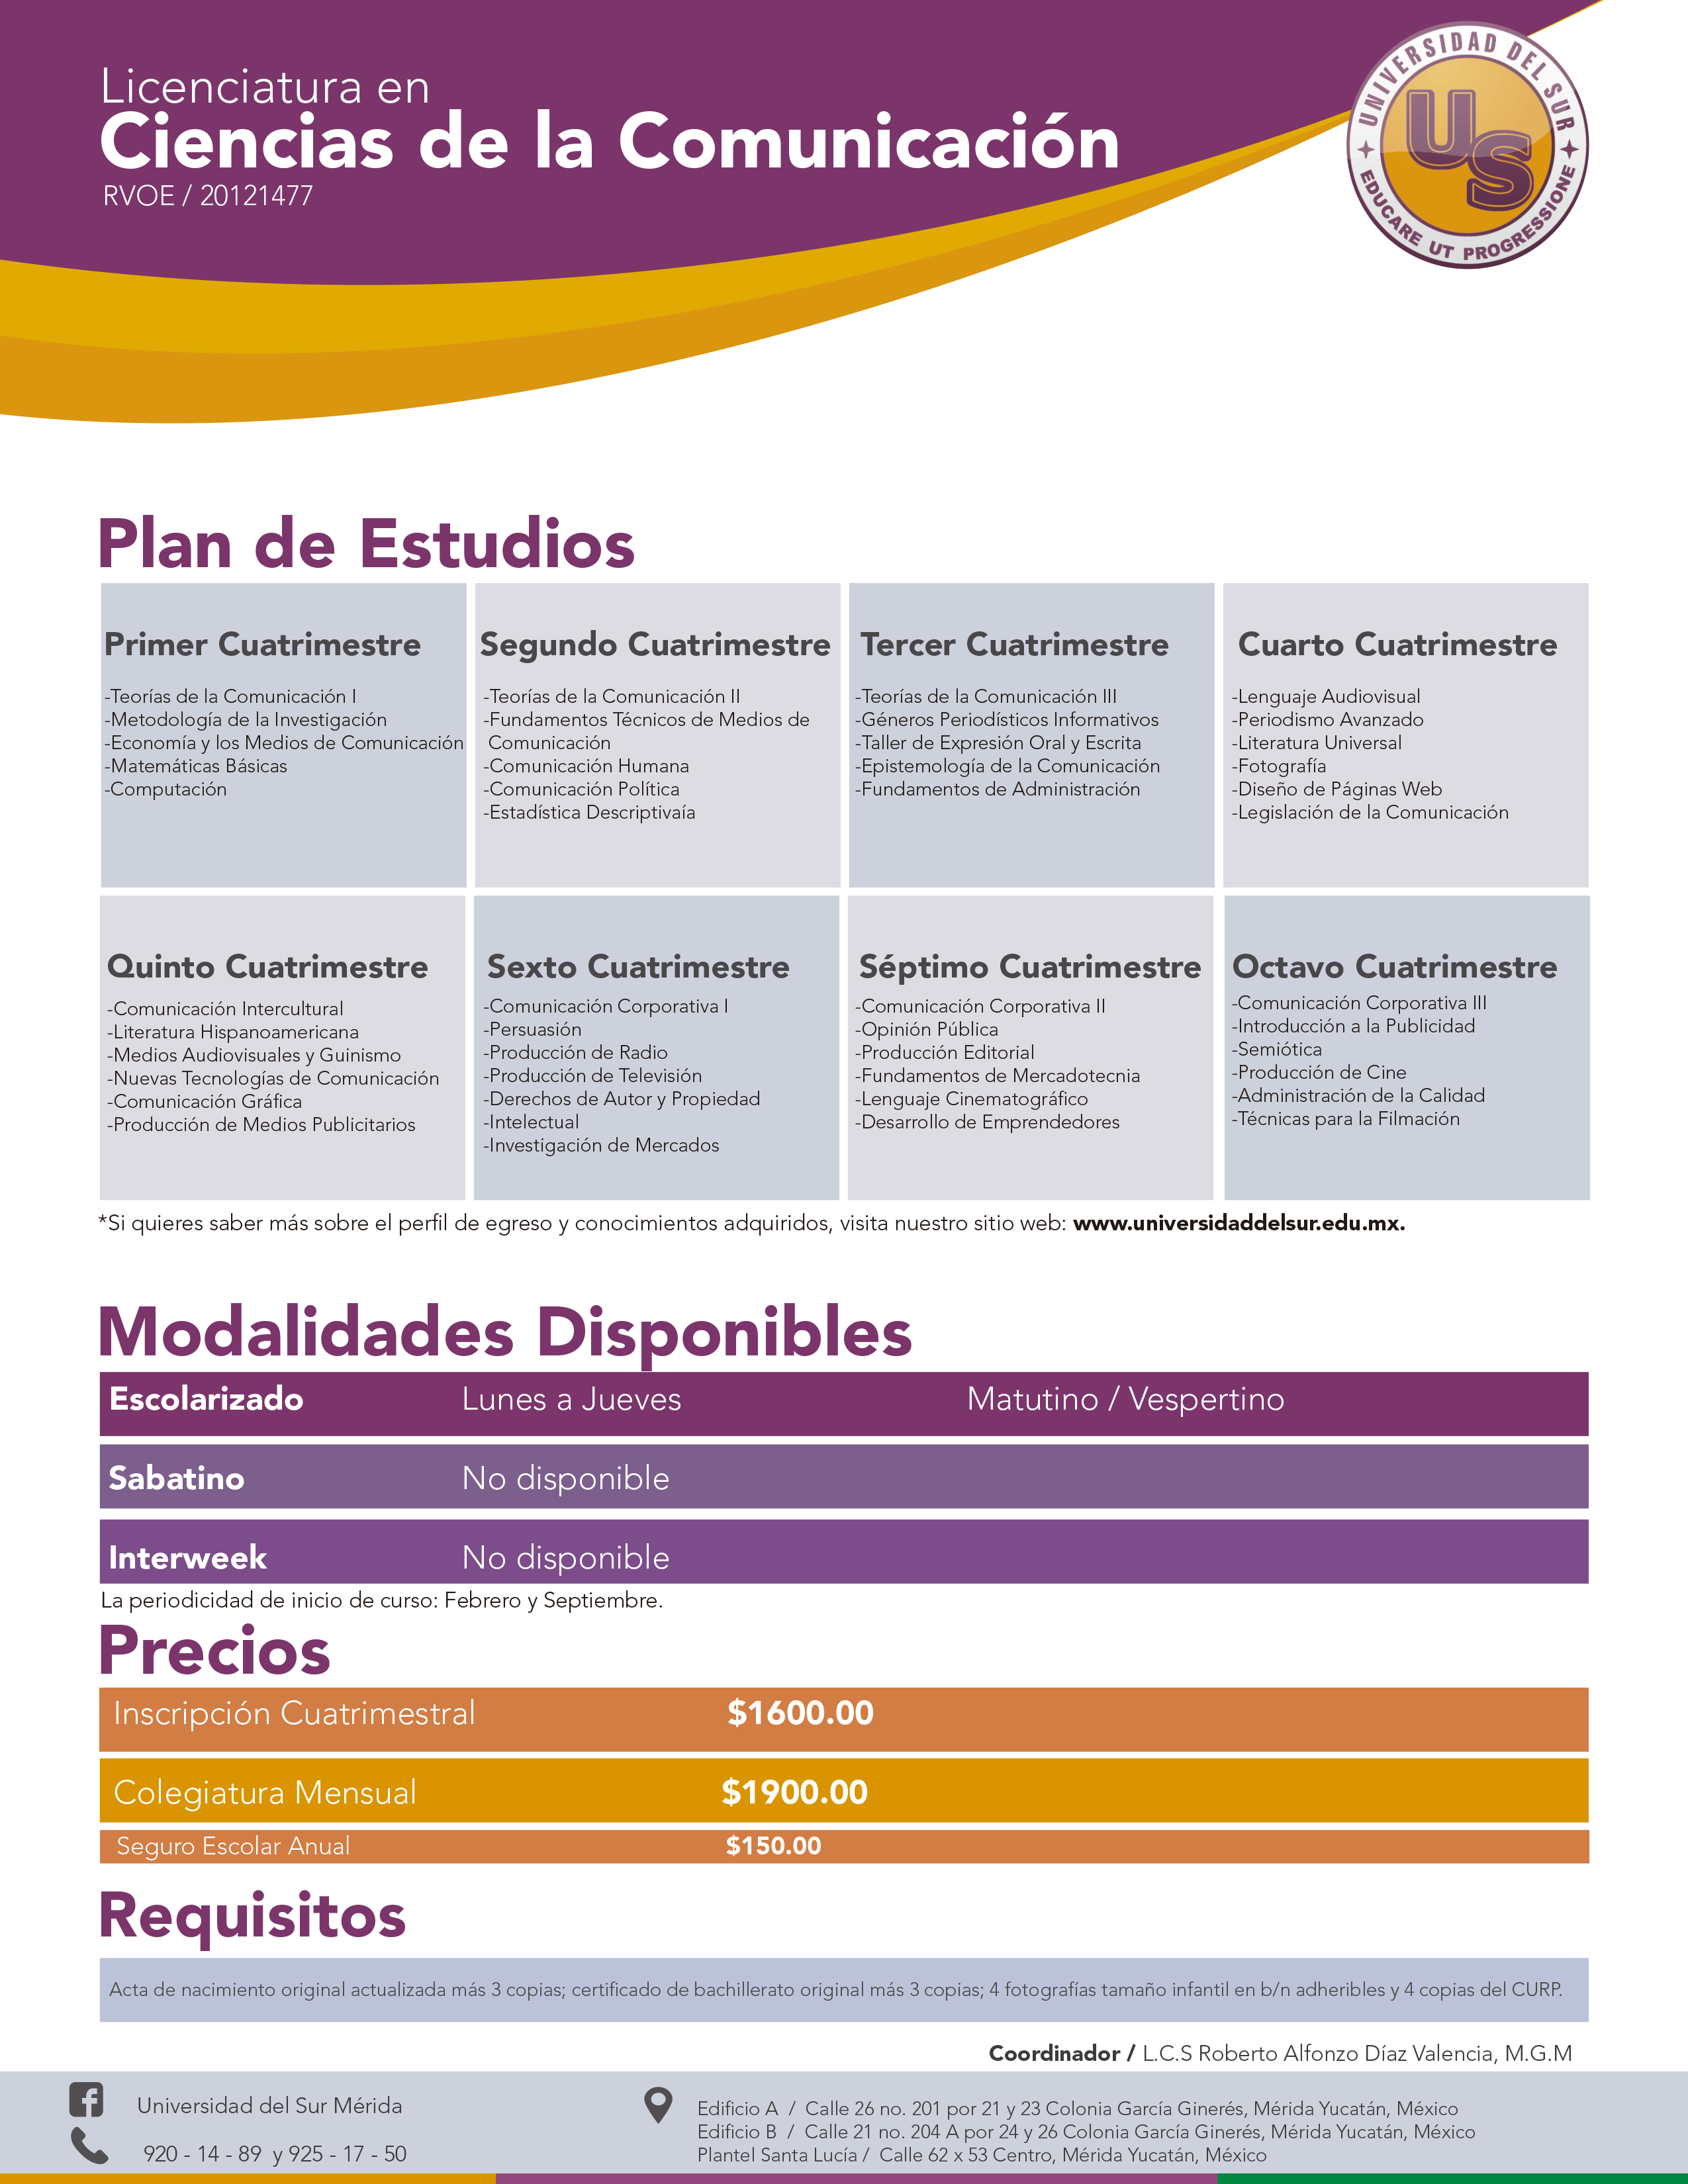 Licenciatura en
Ciencias de la Comunicación
RVOE / 20121477
UNIVERSIDAD DEL SUR
US
EDUCARE UT PROGRESSIONE
Plan de Estudios
Primer Cuatrimestre
-Teorías de la Comunicación I
-Metodología de la Investigación
-Economía y los Medios de Comunicación
-Matemáticas Básicas
-Computación
Segundo Cuatrimestre
-Teorías de la Comunicación II
-Fundamentos Técnicos de Medios de
Comunicación
-Comunicación Humana
-Comunicación Política
-Estadística Descriptivaía
Tercer Cuatrimestre
-Teorías de la Comunicación III
-Géneros Periodísticos Informativos
-Taller de Expresión Oral y Escrita
-Epistemología de la Comunicación
-Fundamentos de Administración
Cuarto Cuatrimestre
-Lenguaje Audiovisual
-Periodismo Avanzado
-Literatura Universal
-Fotografía
-Diseño de Páginas Web
-Legislación de la Comunicación
Quinto Cuatrimestre
-Comunicación Intercultural
-Literatura Hispanoamericana
-Medios Audiovisuales y Guinismo
-Nuevas Tecnologías de Comunicación
-Comunicación Gráfica
-Producción de Medios Publicitarios
Sexto Cuatrimestre
-Comunicación Corporativa I
-Persuasión
-Producción de Radio
-Producción de Televisión
-Derechos de Autor y Propiedad
-Intelectual
-Investigación de Mercados
Séptimo Cuatrimestre
-Comunicación Corporativa II
-Opinión Pública
-Producción Editorial
-Fundamentos de Mercadotecnia
-Lenguaje Cinematográfico
-Desarrollo de Emprendedores
Octavo Cuatrimestre
-Comunicación Corporativa III
-Introducción a la Publicidad
-Semiótica
-Producción de Cine
-Administración de la Calidad
-Técnicas para la Filmación
*Si quieres saber más sobre el perfil de egreso y conocimientos adquiridos, visita nuestro sitio web: www.universidaddelsur.edu.mx.
Modalidades Disponibles
Escolarizado Lunes a Jueves Matutino / Vespertino
Sabatino No disponible
Interweek No disponible
La periodicidad de inicio de curso: Febrero y Septiembre.
Precios
Inscripción Cuatrimestral $1600.00
Colegiatura Mensual $1900.00
Seguro Escolar Anual $150.00
Requisitos
Acta de nacimiento original actualizada más 3 copias; certificado de bachillerato original más 3 copias; 4 fotografías tamaño infantil en b/n adheribles y 4 copias del CURP.
Coordinador / L.C.S Roberto Alfonzo Díaz Valencia, M.G.M
Universidad del Sur Mérida
920 - 14 - 89 y 925 - 17 - 50
Edificio A / Calle 26 no. 201 por 21 y 23 Colonia García Ginerés, Mérida Yucatán, México
Edificio B / Calle 21 no. 204 A por 24 y 26 Colonia García Ginerés, Mérida Yucatán, México
Plantel Santa Lucía / Calle 62 x 53 Centro, Mérida Yucatán, México